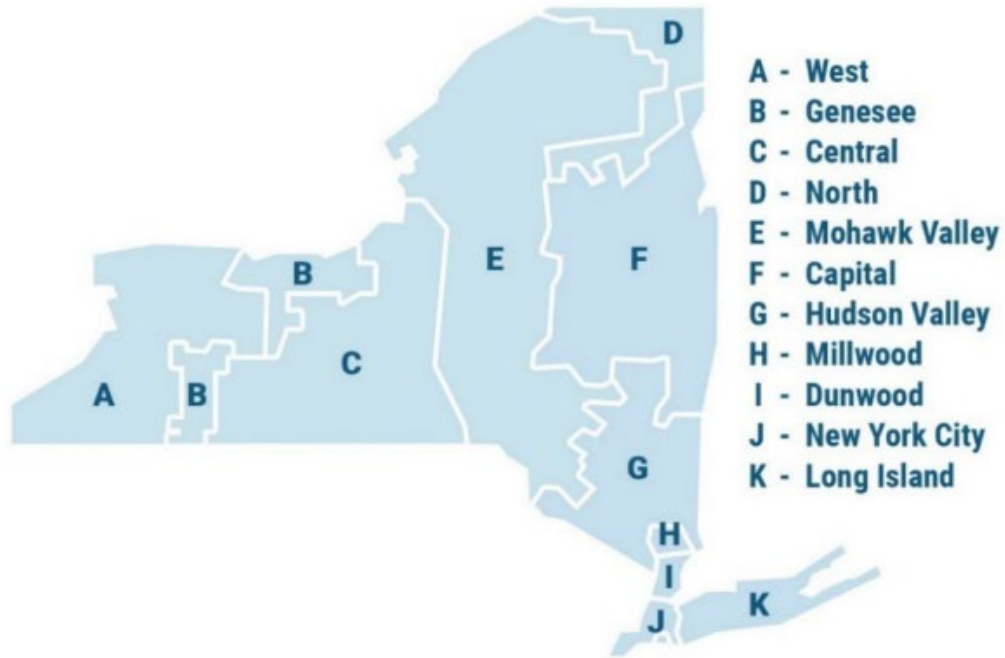 D
B
E
F
C
A
B
G
H
I
K
J
A - West
B - Genesee
C - Central
D - North
E - Mohawk Valley
F - Capital
G - Hudson Valley
H - Millwood
I - Dunwood
J - New York City
K - Long Island